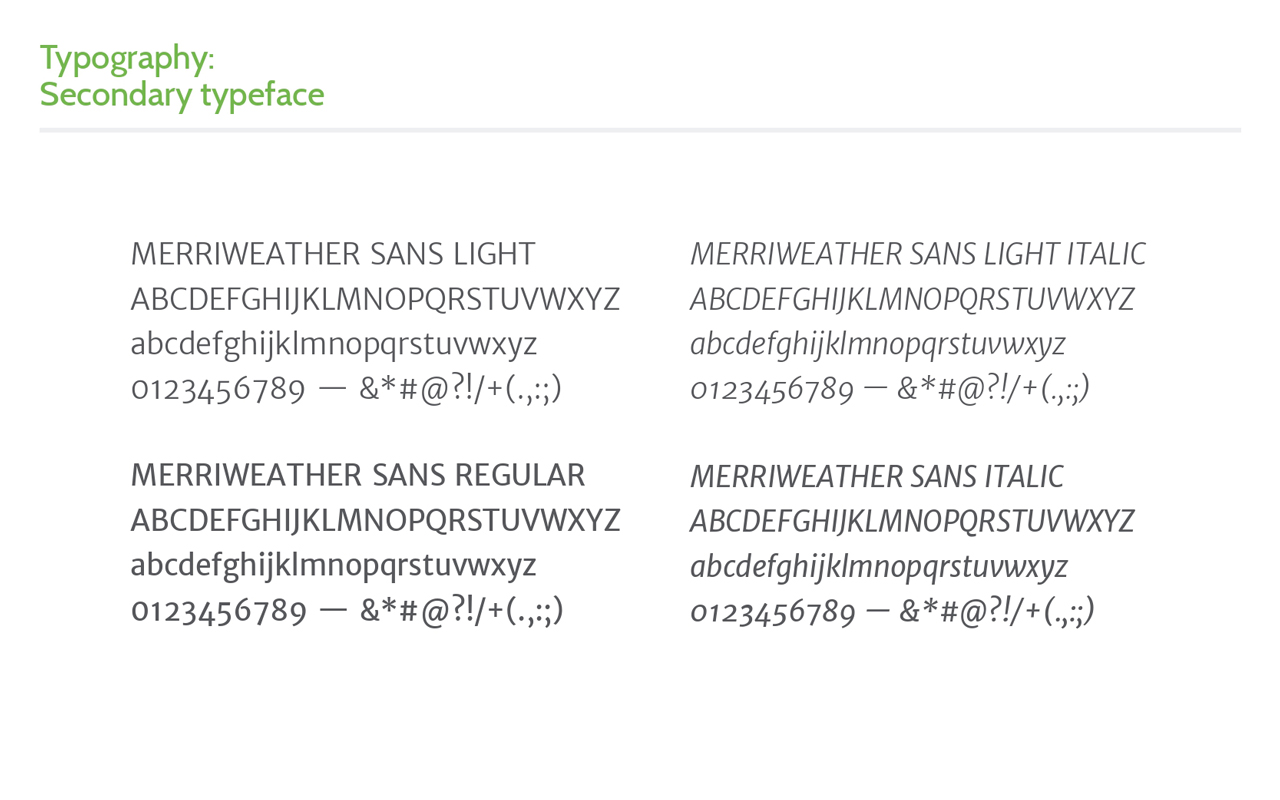 Typography:
Secondary typeface
MERRIWEATHER SANS LIGHT
ABCDEFGHIJKLMNOPQRSTUVWXYZ
abcdefghijklmnopqrstuvwxyz
0123456789 — &*#@?!/+(.,:;)
MERRIWEATHER SANS LIGHT ITALIC
ABCDEFGHIJKLMNOPQRSTUVWXYZ
abcdefghijklmnopqrstuvwxyz
0123456789 — &*#@?!/+(.,:;)
MERRIWEATHER SANS REGULAR
ABCDEFGHIJKLMNOPQRSTUVWXYZ
abcdefghijklmnopqrstuvwxyz
0123456789 — &*#@?!/+(.,:;)
MERRIWEATHER SANS ITALIC
ABCDEFGHIJKLMNOPQRSTUVWXYZ
abcdefghijklmnopqrstuvwxyz
0123456789 — &*#@?!/+(.,:;)